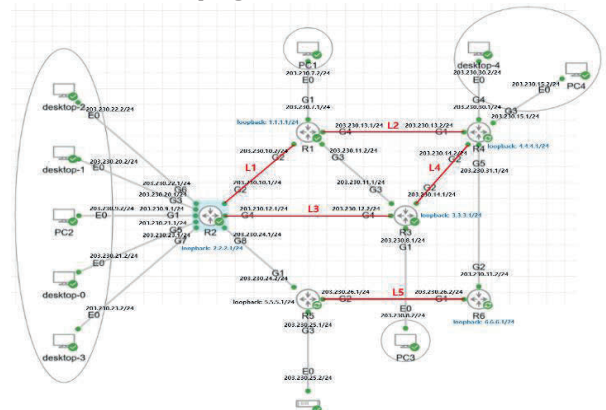 PC1
203.230.7.2/24
E0
G1
203.230.7.1/24
loopback: 1.1.1.1/24
R1
203.230.13.1/24
G4
L2
203.230.13.2/24
G1
desktop-4
203.230.30.2/24
E0
G4
203.230.30.1/24
PC4
203.230.15.2/24
E0
G3
203.230.15.1/24
R4
loopback: 4.4.4.1/24
desktop-2
203.230.22.2/24
E0
desktop-1
203.230.20.2/24
E0
PC2
203.230.9.2/24
E0
desktop-0
203.230.21.2/24
E0
desktop-3
203.230.23.2/24
E0
L1
203.230.10.2/24
G2
203.230.10.1/24
G2
203.230.11.2/24
G3
203.230.11.1/24
G3
L4
203.230.14.2/24
G2
203.230.14.1/24
G2
G5
203.230.31.1/24
203.230.22.1/24
G6
203.230.20.1/24
G3
203.230.9.1/24
G1
203.230.21.1/24
G5
203.230.23.1/24
G7
R2
loopback: 2.2.2.1/24
203.230.12.1/24
G4
L3
203.230.12.2/24
G4
R3
loopback: 3.3.3.1/24
203.230.8.1/24
G1
203.230.24.1/24
G8
G1
203.230.24.2/24
loopback: 5.5.5.1/24
R5
203.230.26.1/24
G2
L5
203.230.26.2/24
G1
G2
203.230.31.2/24
R6
loopback: 6.6.6.1/24
203.230.25.1/24
G3
E0
203.230.25.2/24
E0
203.230.8.2/24
PC3